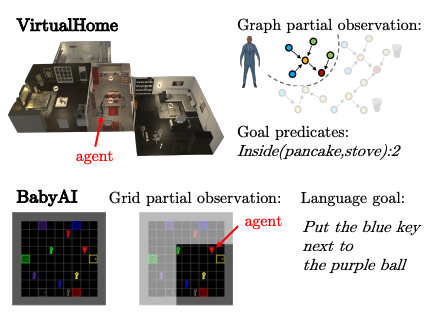 VirtualHome
Graph partial observation:
agent
Goal predicates:
Inside(pancake,stove):2
BabyAI
Grid partial observation:
Language goal:
agent
Put the blue key
next to
the purple ball